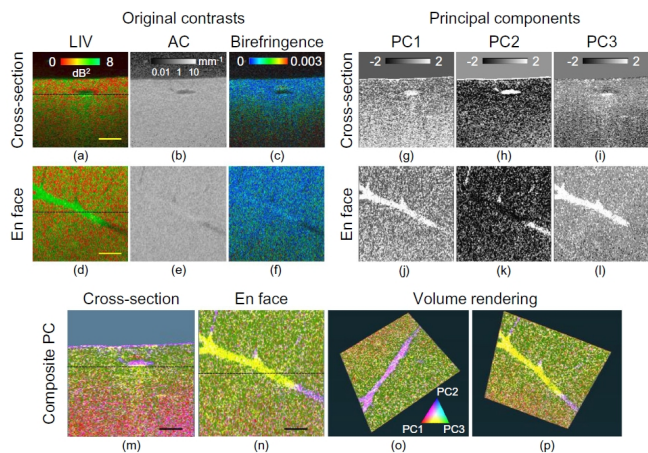 Original contrasts
Principal components
LIV AC Birefringence
PC1 PC2 PC3
Cross-section
0 8
dB²
mm⁻¹
0.01 1 10
0 0.003
-2 2
-2 2
-2 2
(a) (b) (c)
(g) (h) (i)
En face
(d) (e) (f)
(j) (k) (l)
Cross-section En face Volume rendering
Composite PC
PC2
PC1 PC3
(m) (n) (o) (p)